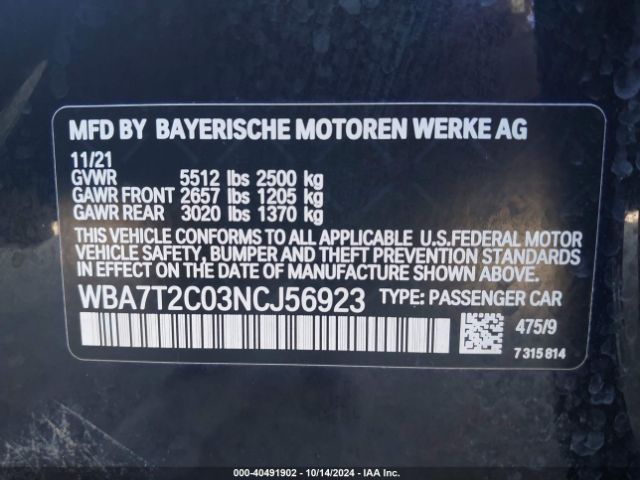 MFD BY BAYERISCHE MOTOREN WERKE AG
11/21
GVWR 5512 lbs 2500 kg
GAWR FRONT 2657 lbs 1205 kg
GAWR REAR 3020 lbs 1370 kg
THIS VEHICLE CONFORMS TO ALL APPLICABLE U.S.FEDERAL MOTOR
VEHICLE SAFETY, BUMPER AND THEFT PREVENTION STANDARDS
IN EFFECT ON THE DATE OF MANUFACTURE SHOWN ABOVE.
WBA7T2C03NCJ56923 TYPE: PASSENGER CAR
475/9
7 315 814
000-40491902 - 10/14/2024 - IAA Inc.